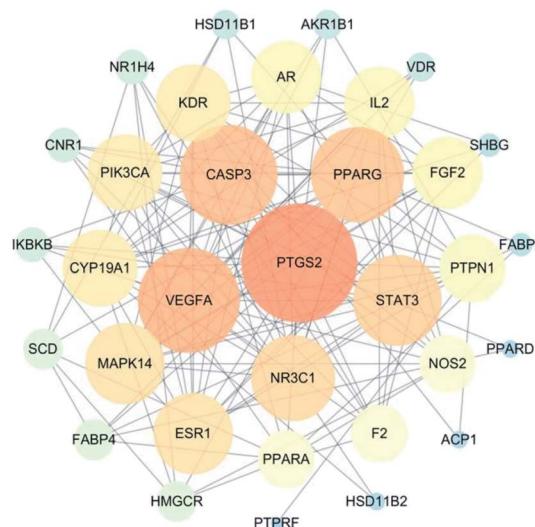 HSD11B1
AKR1B1
NR1H4
AR
VDR
KDR
IL2
CNR1
SHBG
PIK3CA
CASP3
PPARG
FGF2
IKBKB
FABP
CYP19A1
PTGS2
PTPN1
VEGFA
STAT3
SCD
PPARD
MAPK14
NOS2
NR3C1
FABP4
ESR1
F2
ACP1
PPARA
HMGCR
HSD11B2
PTPRF